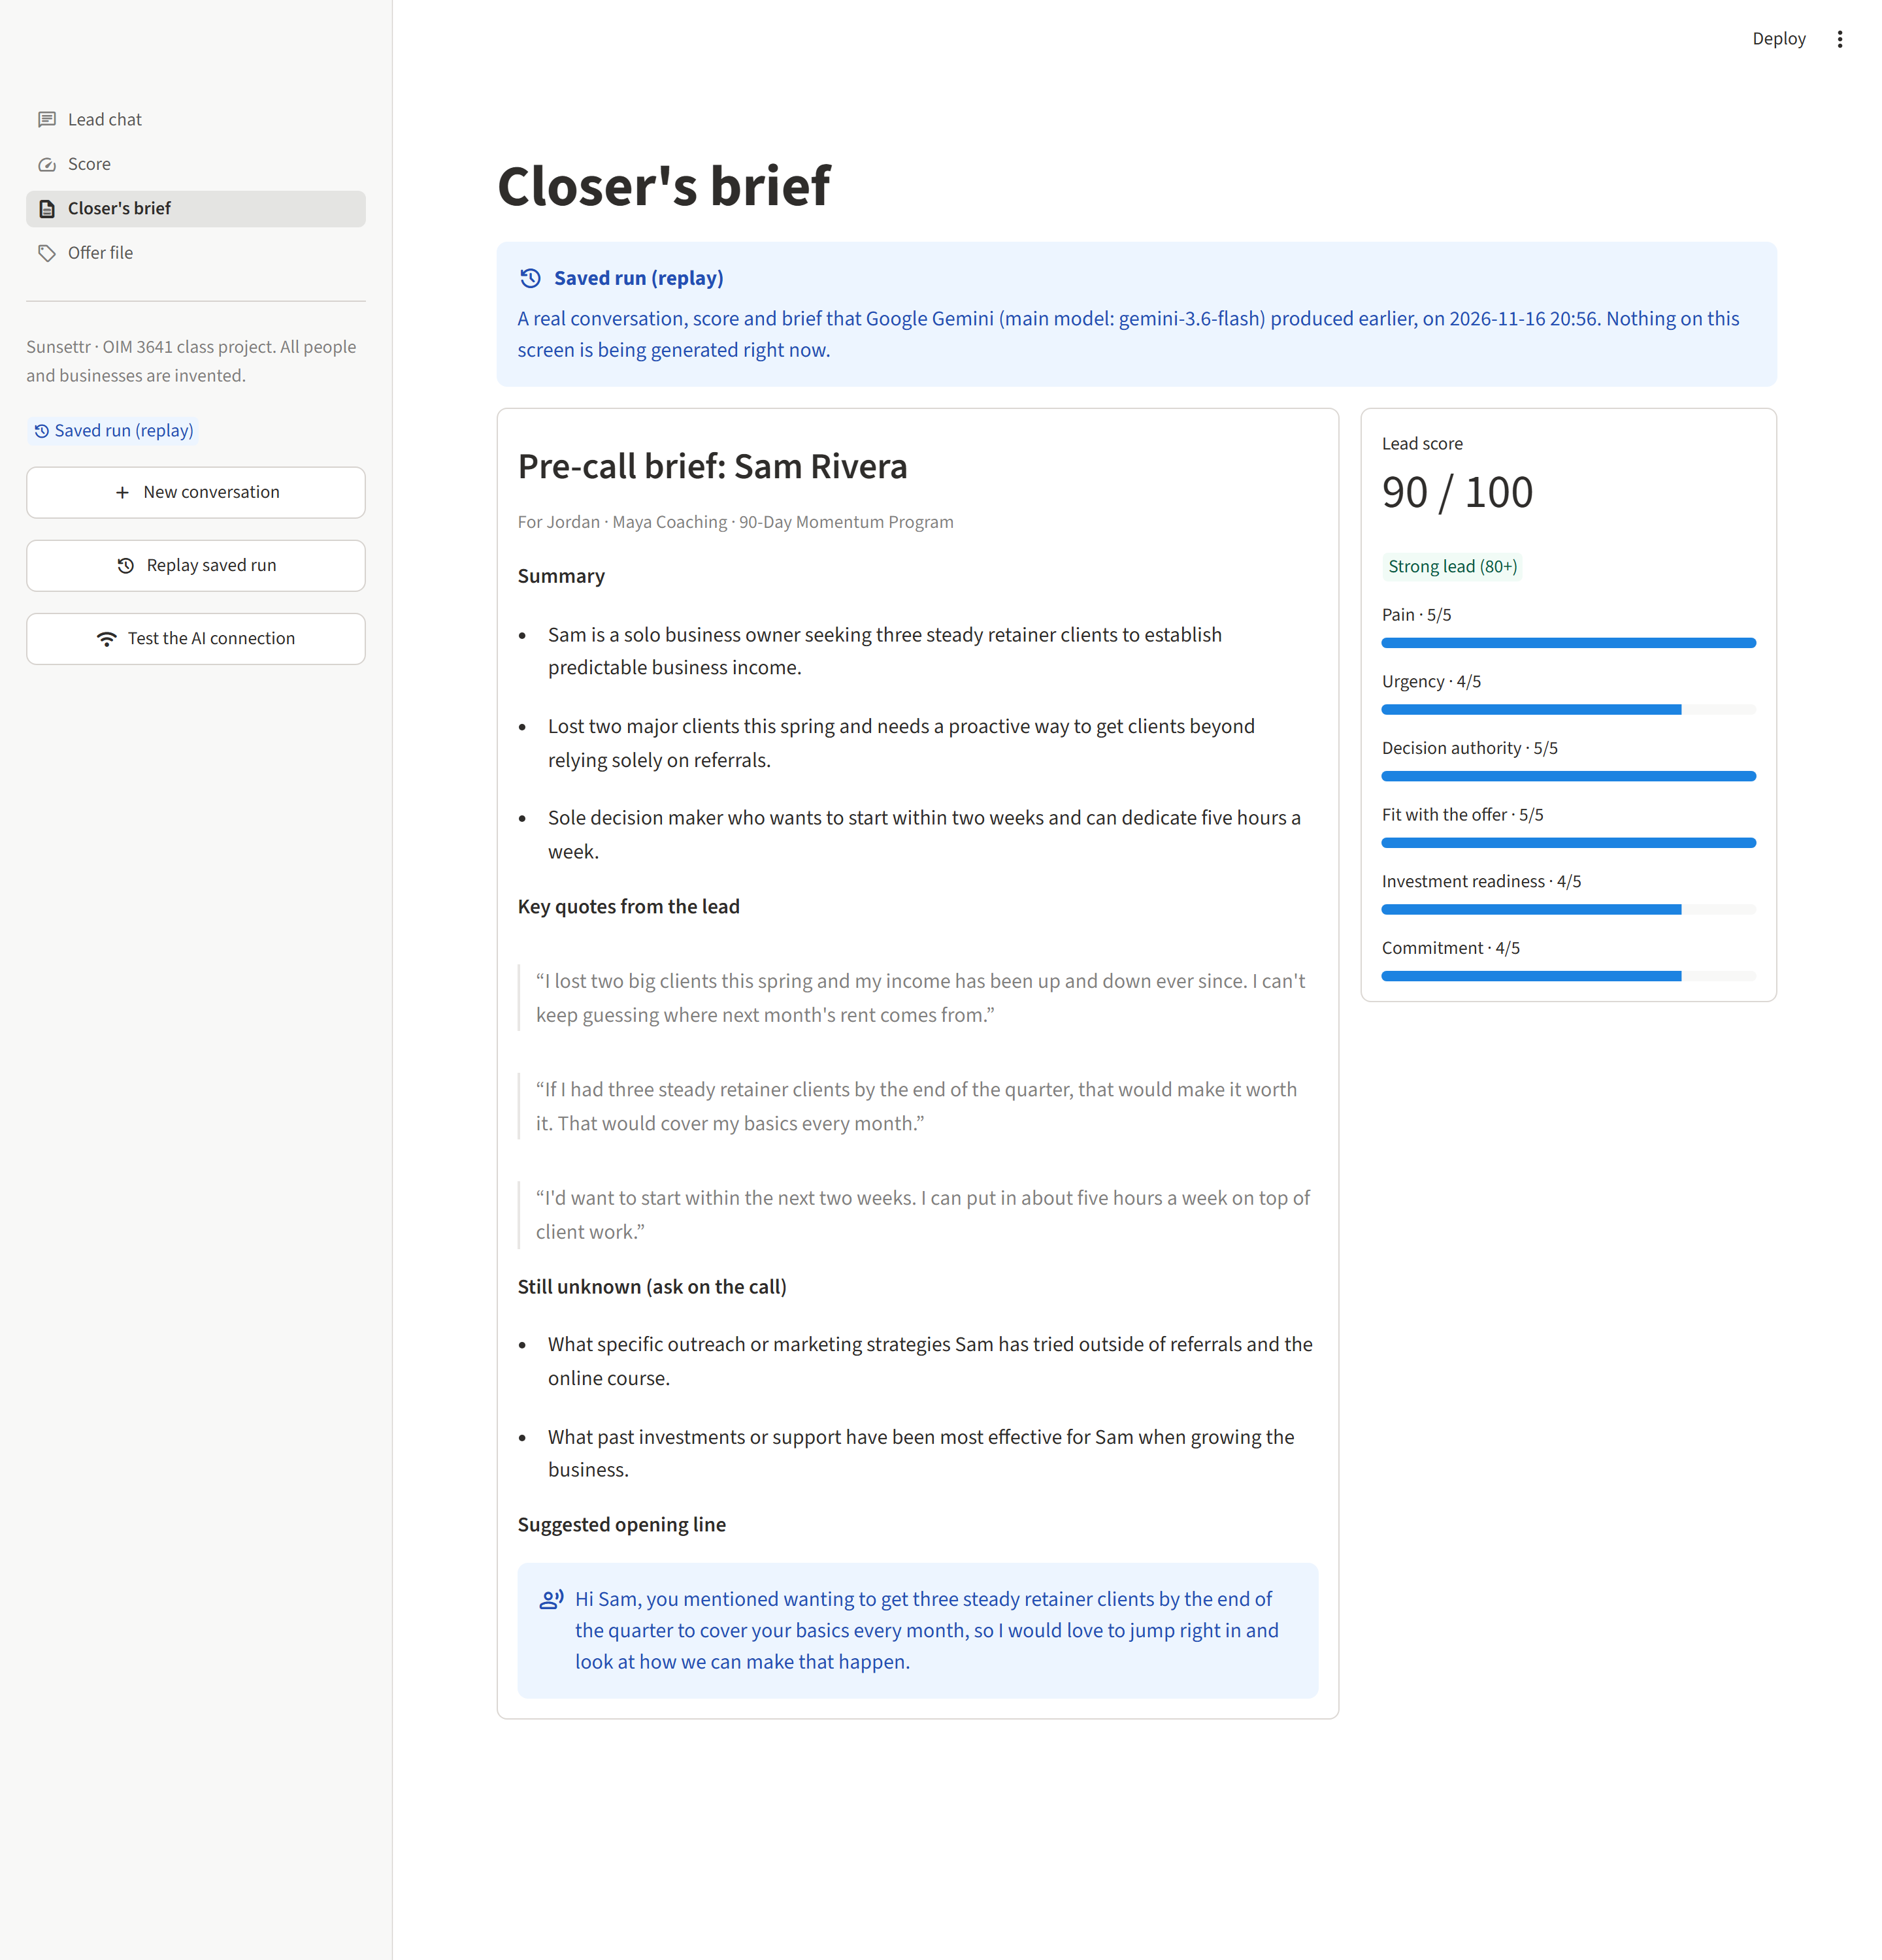 Deploy
Lead chat
Score
Closer's brief
Offer file
Sunsettr · OIM 3641 class project. All people
and businesses are invented.
Saved run (replay)
New conversation
Replay saved run
Test the AI connection
Closer's brief
Saved run (replay)
A real conversation, score and brief that Google Gemini (main model: gemini-3.6-flash) produced earlier, on 2026-11-16 20:56. Nothing on this
screen is being generated right now.
Pre-call brief: Sam Rivera
For Jordan · Maya Coaching · 90-Day Momentum Program
Summary
• Sam is a solo business owner seeking three steady retainer clients to establish
predictable business income.
• Lost two major clients this spring and needs a proactive way to get clients beyond
relying solely on referrals.
• Sole decision maker who wants to start within two weeks and can dedicate five hours a
week.
Key quotes from the lead
“I lost two big clients this spring and my income has been up and down ever since. I can't
keep guessing where next month's rent comes from.”
“If I had three steady retainer clients by the end of the quarter, that would make it worth
it. That would cover my basics every month.”
“I'd want to start within the next two weeks. I can put in about five hours a week on top of
client work.”
Still unknown (ask on the call)
• What specific outreach or marketing strategies Sam has tried outside of referrals and the
online course.
• What past investments or support have been most effective for Sam when growing the
business.
Suggested opening line
Hi Sam, you mentioned wanting to get three steady retainer clients by the end of
the quarter to cover your basics every month, so I would love to jump right in and
look at how we can make that happen.
Lead score
90 / 100
Strong lead (80+)
Pain · 5/5
Urgency · 4/5
Decision authority · 5/5
Fit with the offer · 5/5
Investment readiness · 4/5
Commitment · 4/5